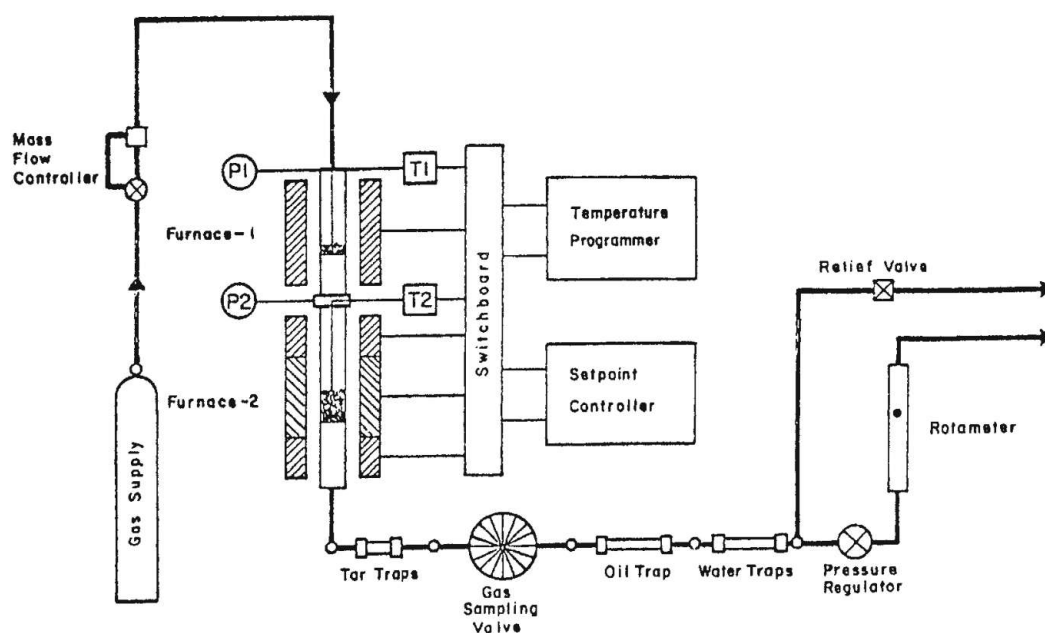 Mass
Flow
Controller
P1
T1
Furnace-1
Temperature
Programmer
Relief Valve
P2
T2
Switchboard
Furnace-2
Setpoint
Controller
Rotameter
Gas Supply
Tar Traps
Gas
Sampling
Valve
Oil Trap
Water Traps
Pressure
Regulator